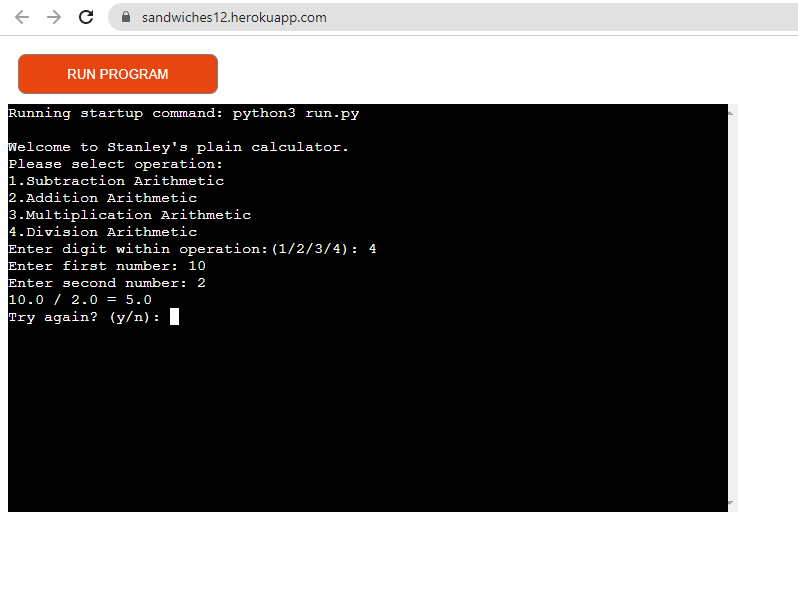 sandwiches12.herokuapp.com
RUN PROGRAM
Running startup command: python3 run.py
Welcome to Stanley's plain calculator.
Please select operation:
1.Subtraction Arithmetic
2.Addition Arithmetic
3.Multiplication Arithmetic
4.Division Arithmetic
Enter digit within operation:(1/2/3/4): 4
Enter first number: 10
Enter second number: 2
10.0 / 2.0 = 5.0
Try again? (y/n):